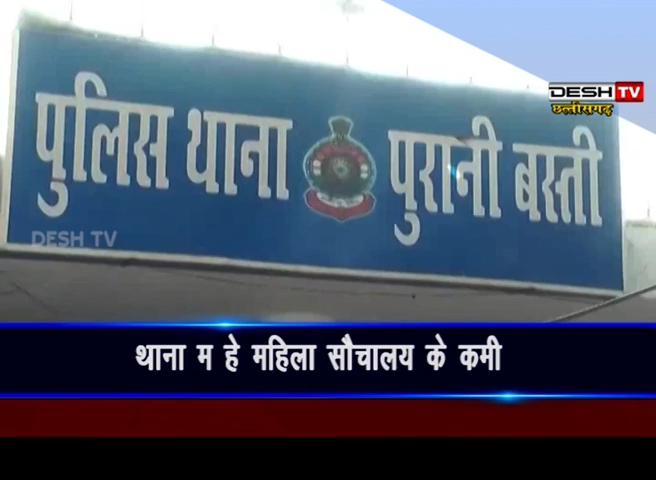 DESH TV
छत्तीसगढ़
पुलिस थाना पुरानी बस्ती
DESH TV
थाना म हे महिला सौचालय के कमी